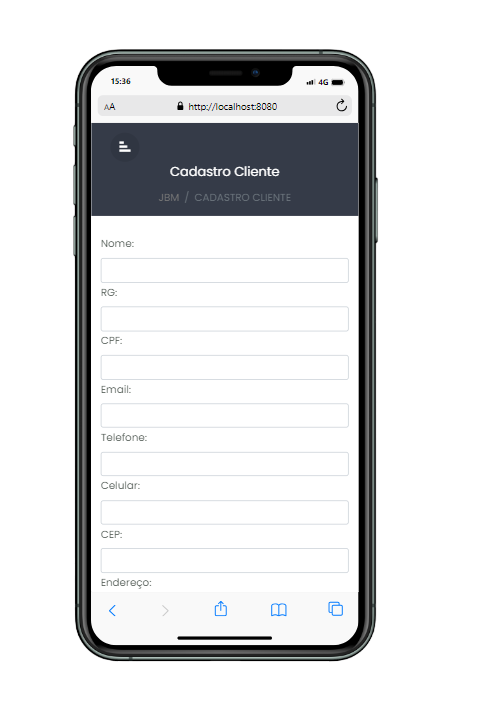 15:36
4G
AA
http://localhost:8080
Cadastro Cliente
JBM / CADASTRO CLIENTE
Nome:
RG:
CPF:
Email:
Telefone:
Celular:
CEP:
Endereço: